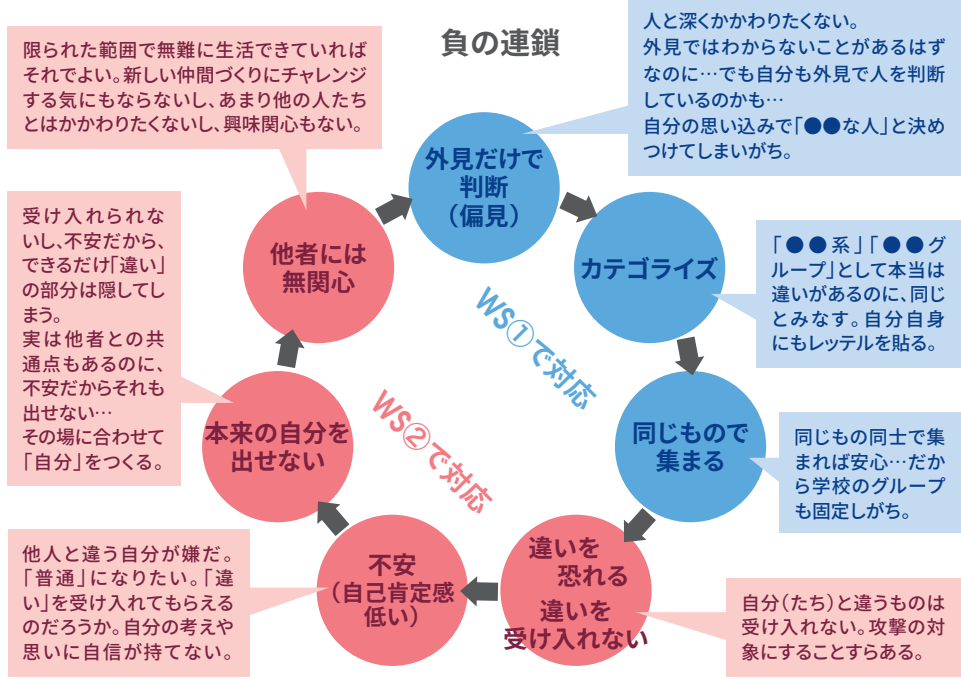 負の連鎖
限られた範囲で無難に生活できていれば
それでよい。新しい仲間づくりにチャレンジ
する気にもならないし、あまり他の人たち
とはかかわりたくないし、興味関心もない。
人と深くかかわりたくない。
外見ではわからないことがあるはず
なのに…でも自分も外見で人を判断
しているのかも…
自分の思い込みで「●●な人」と決め
つけてしまいがち。
外見だけで
判断
（偏見）
カテゴライズ
「●●系」「●●グ
ループ」として本当は
違いがあるのに、同じ
とみなす。自分自身
にもレッテルを貼る。
同じもので
集まる
同じもの同士で集
まれば安心…だか
ら学校のグループ
も固定しがち。
違いを
恐れる
違いを
受け入れない
自分（たち）と違うものは
受け入れない。攻撃の対
象にすることすらある。
不安
（自己肯定感
低い）
他人と違う自分が嫌だ。
「普通」になりたい。「違
い」を受け入れてもらえる
のだろうか。自分の考えや
思いに自信が持てない。
本来の自分を
出せない
受け入れられな
いし、不安だから、
できるだけ「違い」
の部分は隠してし
まう。
実は他者との共
通点もあるのに、
不安だからそれも
出せない…
その場に合わせて
「自分」をつくる。
他者には
無関心
WS①で対応
WS②で対応